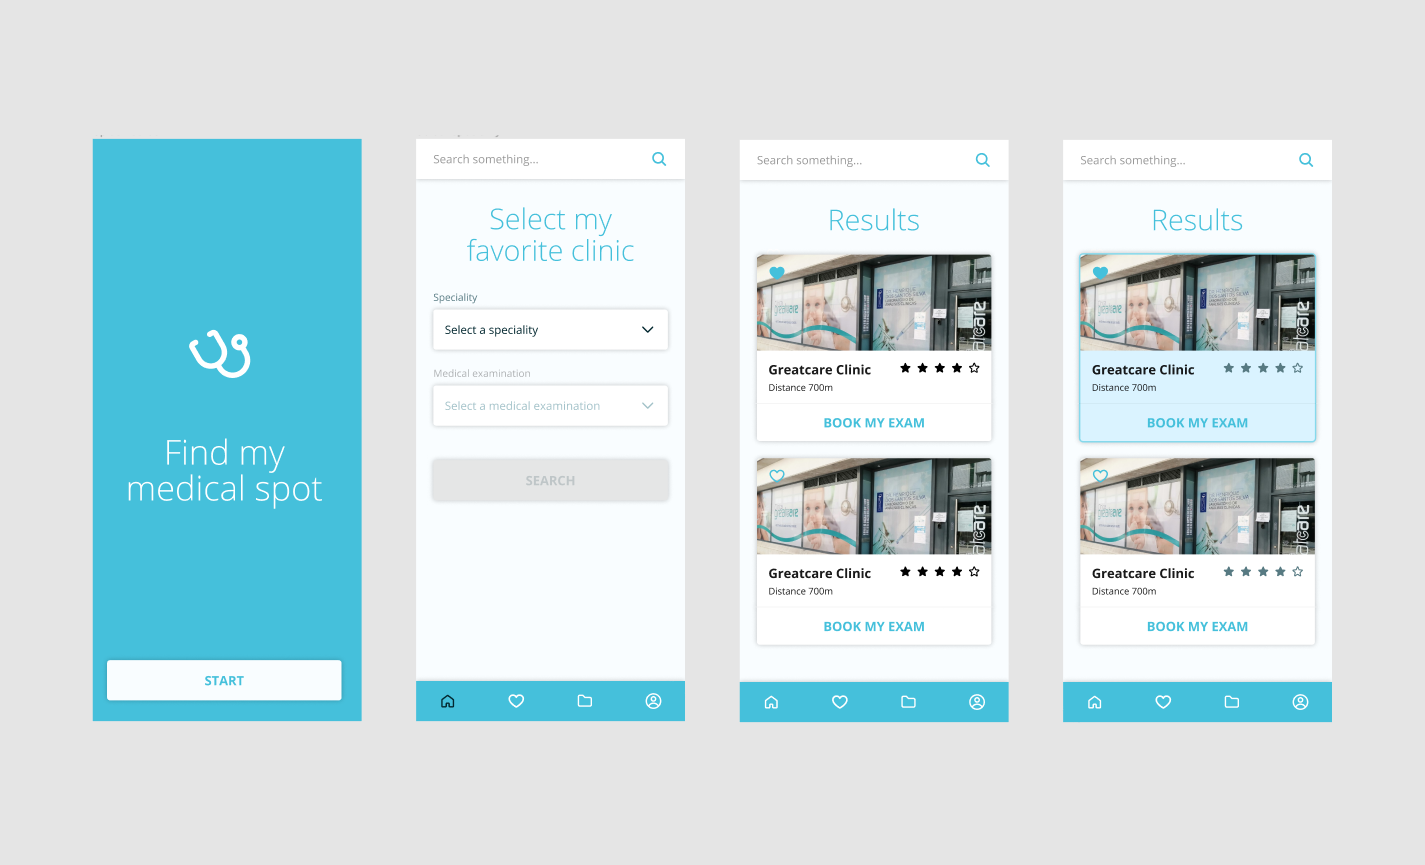 Find my
medical spot
START
Search something...
Select my
favorite clinic
Speciality
Select a speciality
Medical examination
Select a medical examination
SEARCH
Search something...
Results
greatcare
Greatcare Clinic
Distance 700m
BOOK MY EXAM
Greatcare Clinic
Distance 700m
BOOK MY EXAM
Search something...
Results
Greatcare Clinic
Distance 700m
BOOK MY EXAM
Greatcare Clinic
Distance 700m
BOOK MY EXAM